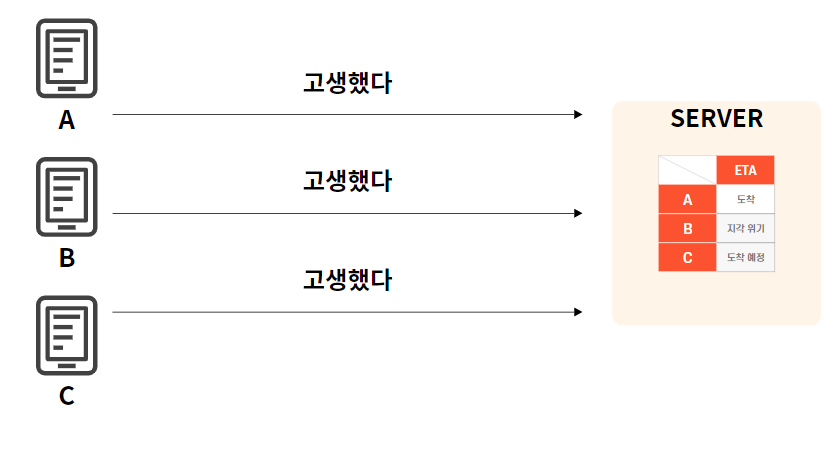 A
고생했다
B
고생했다
C
고생했다
SERVER
ETA
A 도착
B 지각 위기
C 도착 예정